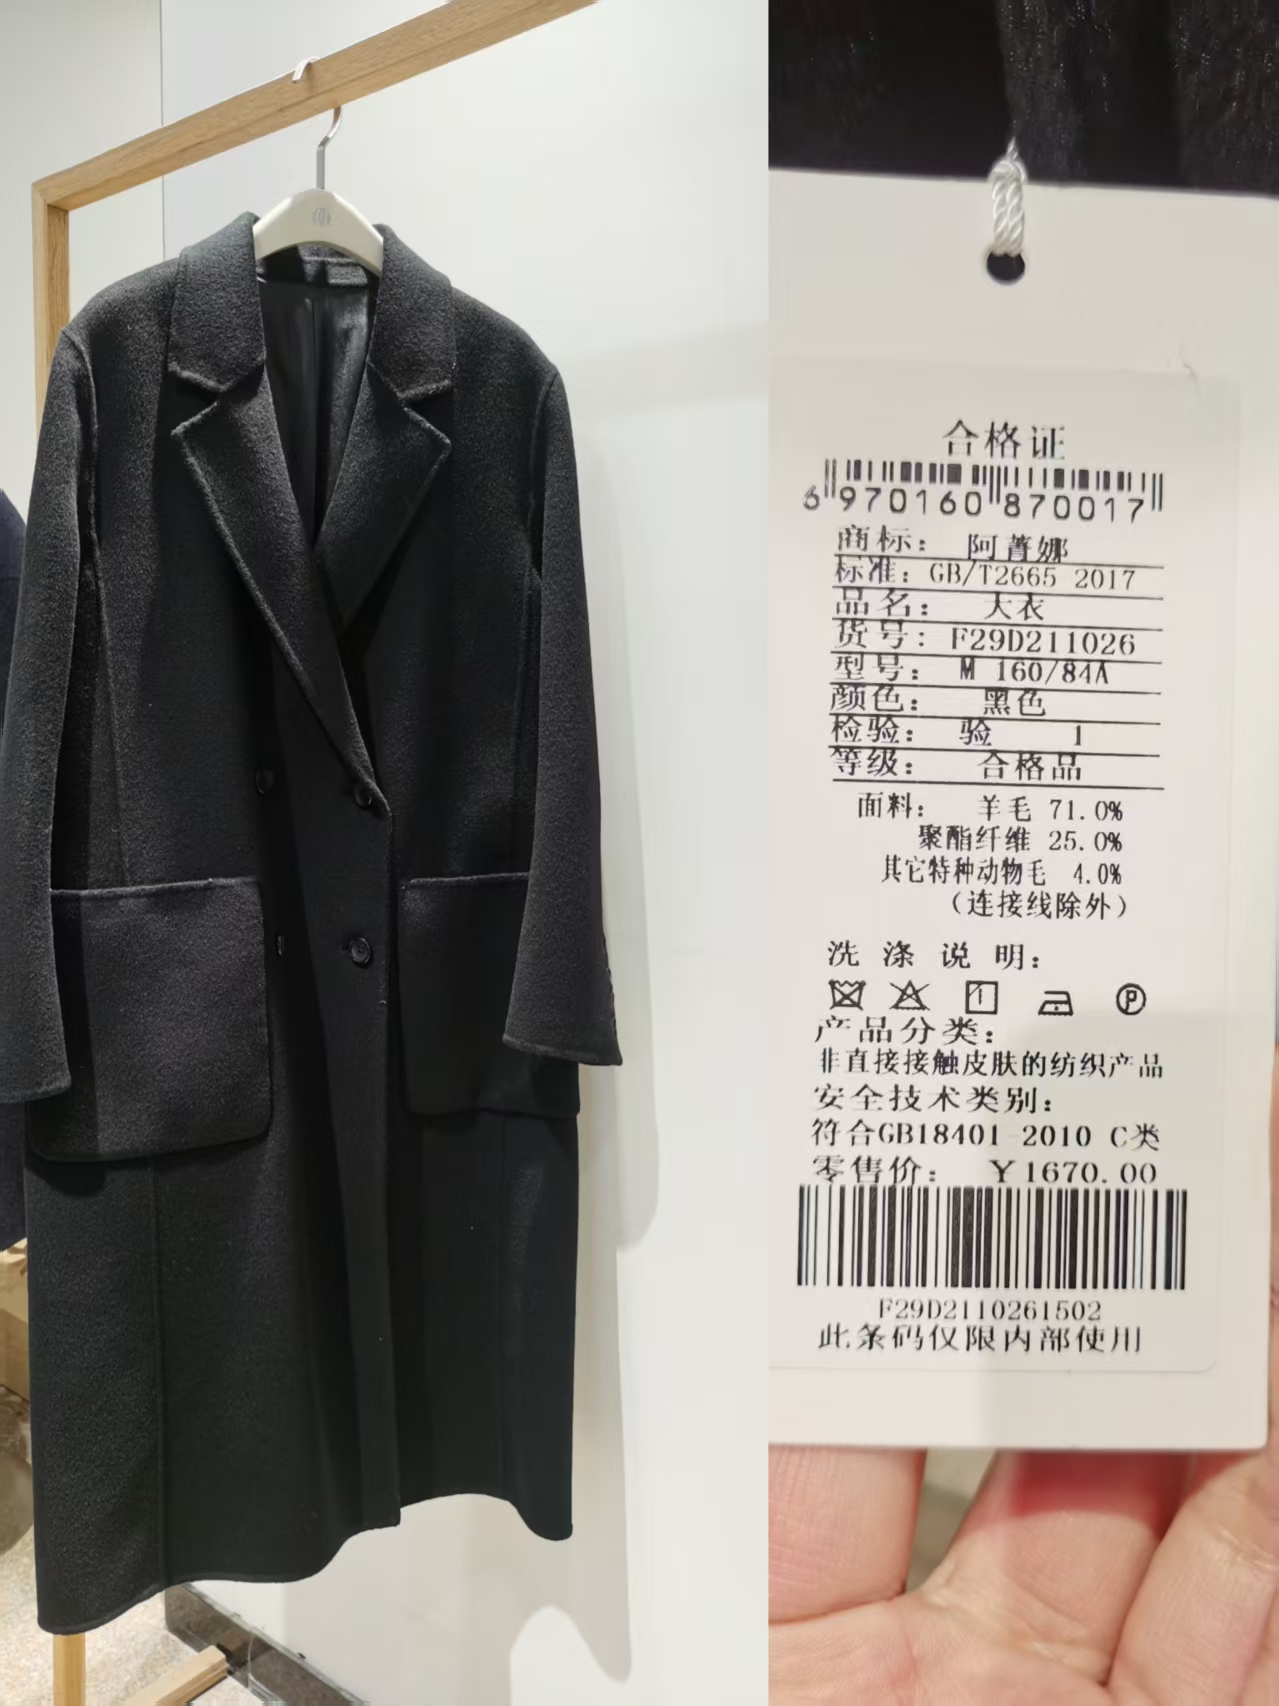 合格证
6 970160 870017
商标： 阿菁娜
标准：GB/T2665 2017
品名： 大衣
货号：F29D211026
型号： M 160/84A
颜色： 黑色
检验： 验 1
等级： 合格品
面料： 羊毛 71.0%
聚酯纤维 25.0%
其它特种动物毛 4.0%
（连接线除外）
洗 涤 说 明：
P
产品分类：
非直接接触皮肤的纺织产品
安全技术类别：
符合GB18401-2010 C类
零售价： ￥1670.00
F29D2110261502
此条码仅限内部使用